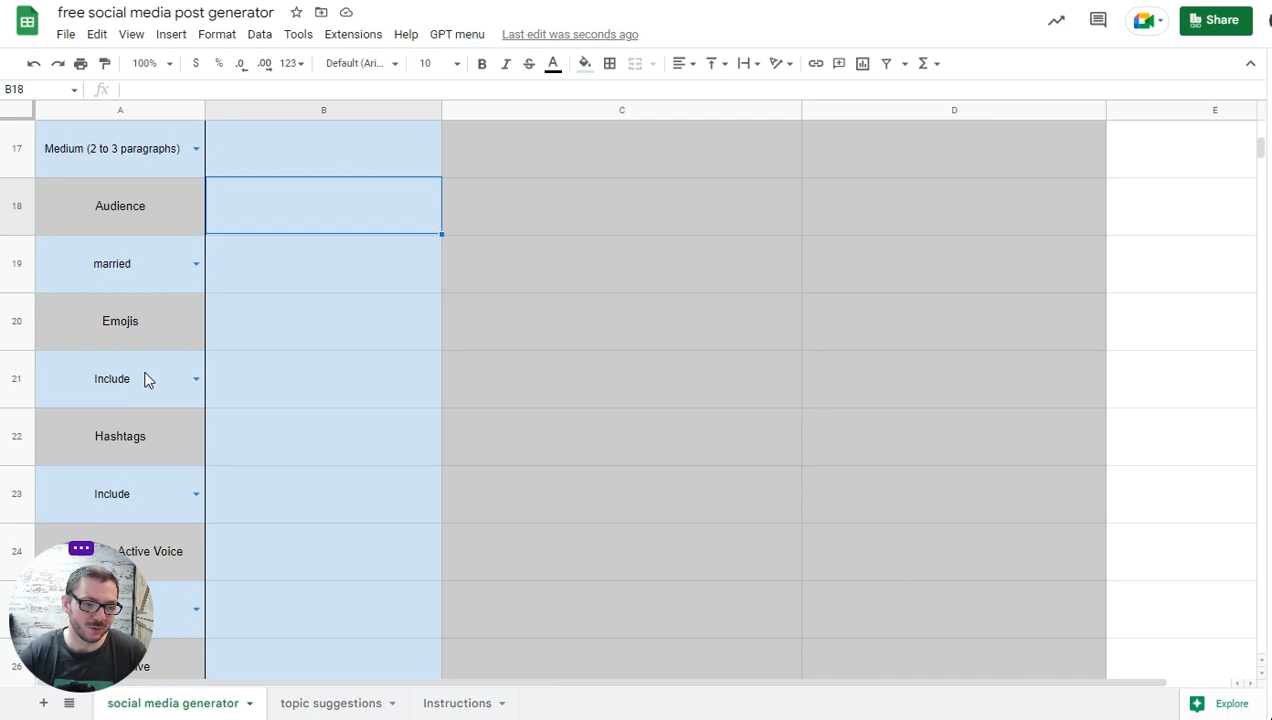 free social media post generator
File Edit View Insert Format Data Tools Extensions Help GPT menu Last edit was seconds ago
Share
100% $ % .0 .00 123 Default (Ari... 10 B I S A
B18 fx
A B C D E
17 Medium (2 to 3 paragraphs)
18 Audience
19 married
20 Emojis
21 Include
22 Hashtags
23 Include
24 Active Voice
26
social media generator topic suggestions Instructions Explore